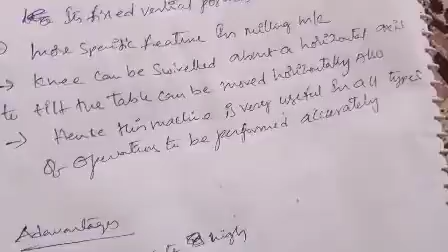 Its fixed vertical
more specific feature in milling m/c
→ Knee can be swivelled about a horizontal axis
to tilt the table can be moved horizontally also
→ Hence this machine is very useful in all types
of operations to be performed accurately
Adavantages
high